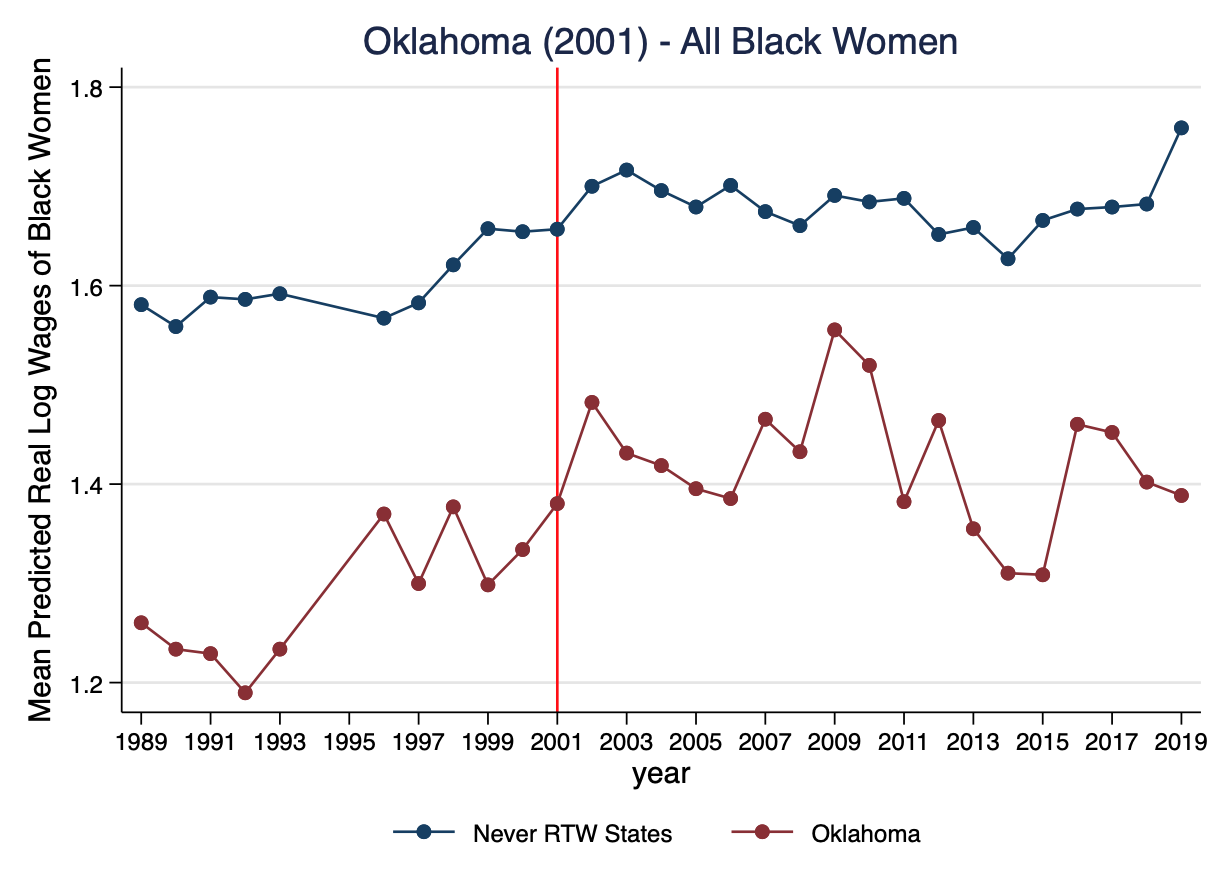 Oklahoma (2001) - All Black Women
Mean Predicted Real Log Wages of Black Women
1.8
1.6
1.4
1.2
1989 1991 1993 1995 1997 1999 2001 2003 2005 2007 2009 2011 2013 2015 2017 2019
year
Never RTW States Oklahoma